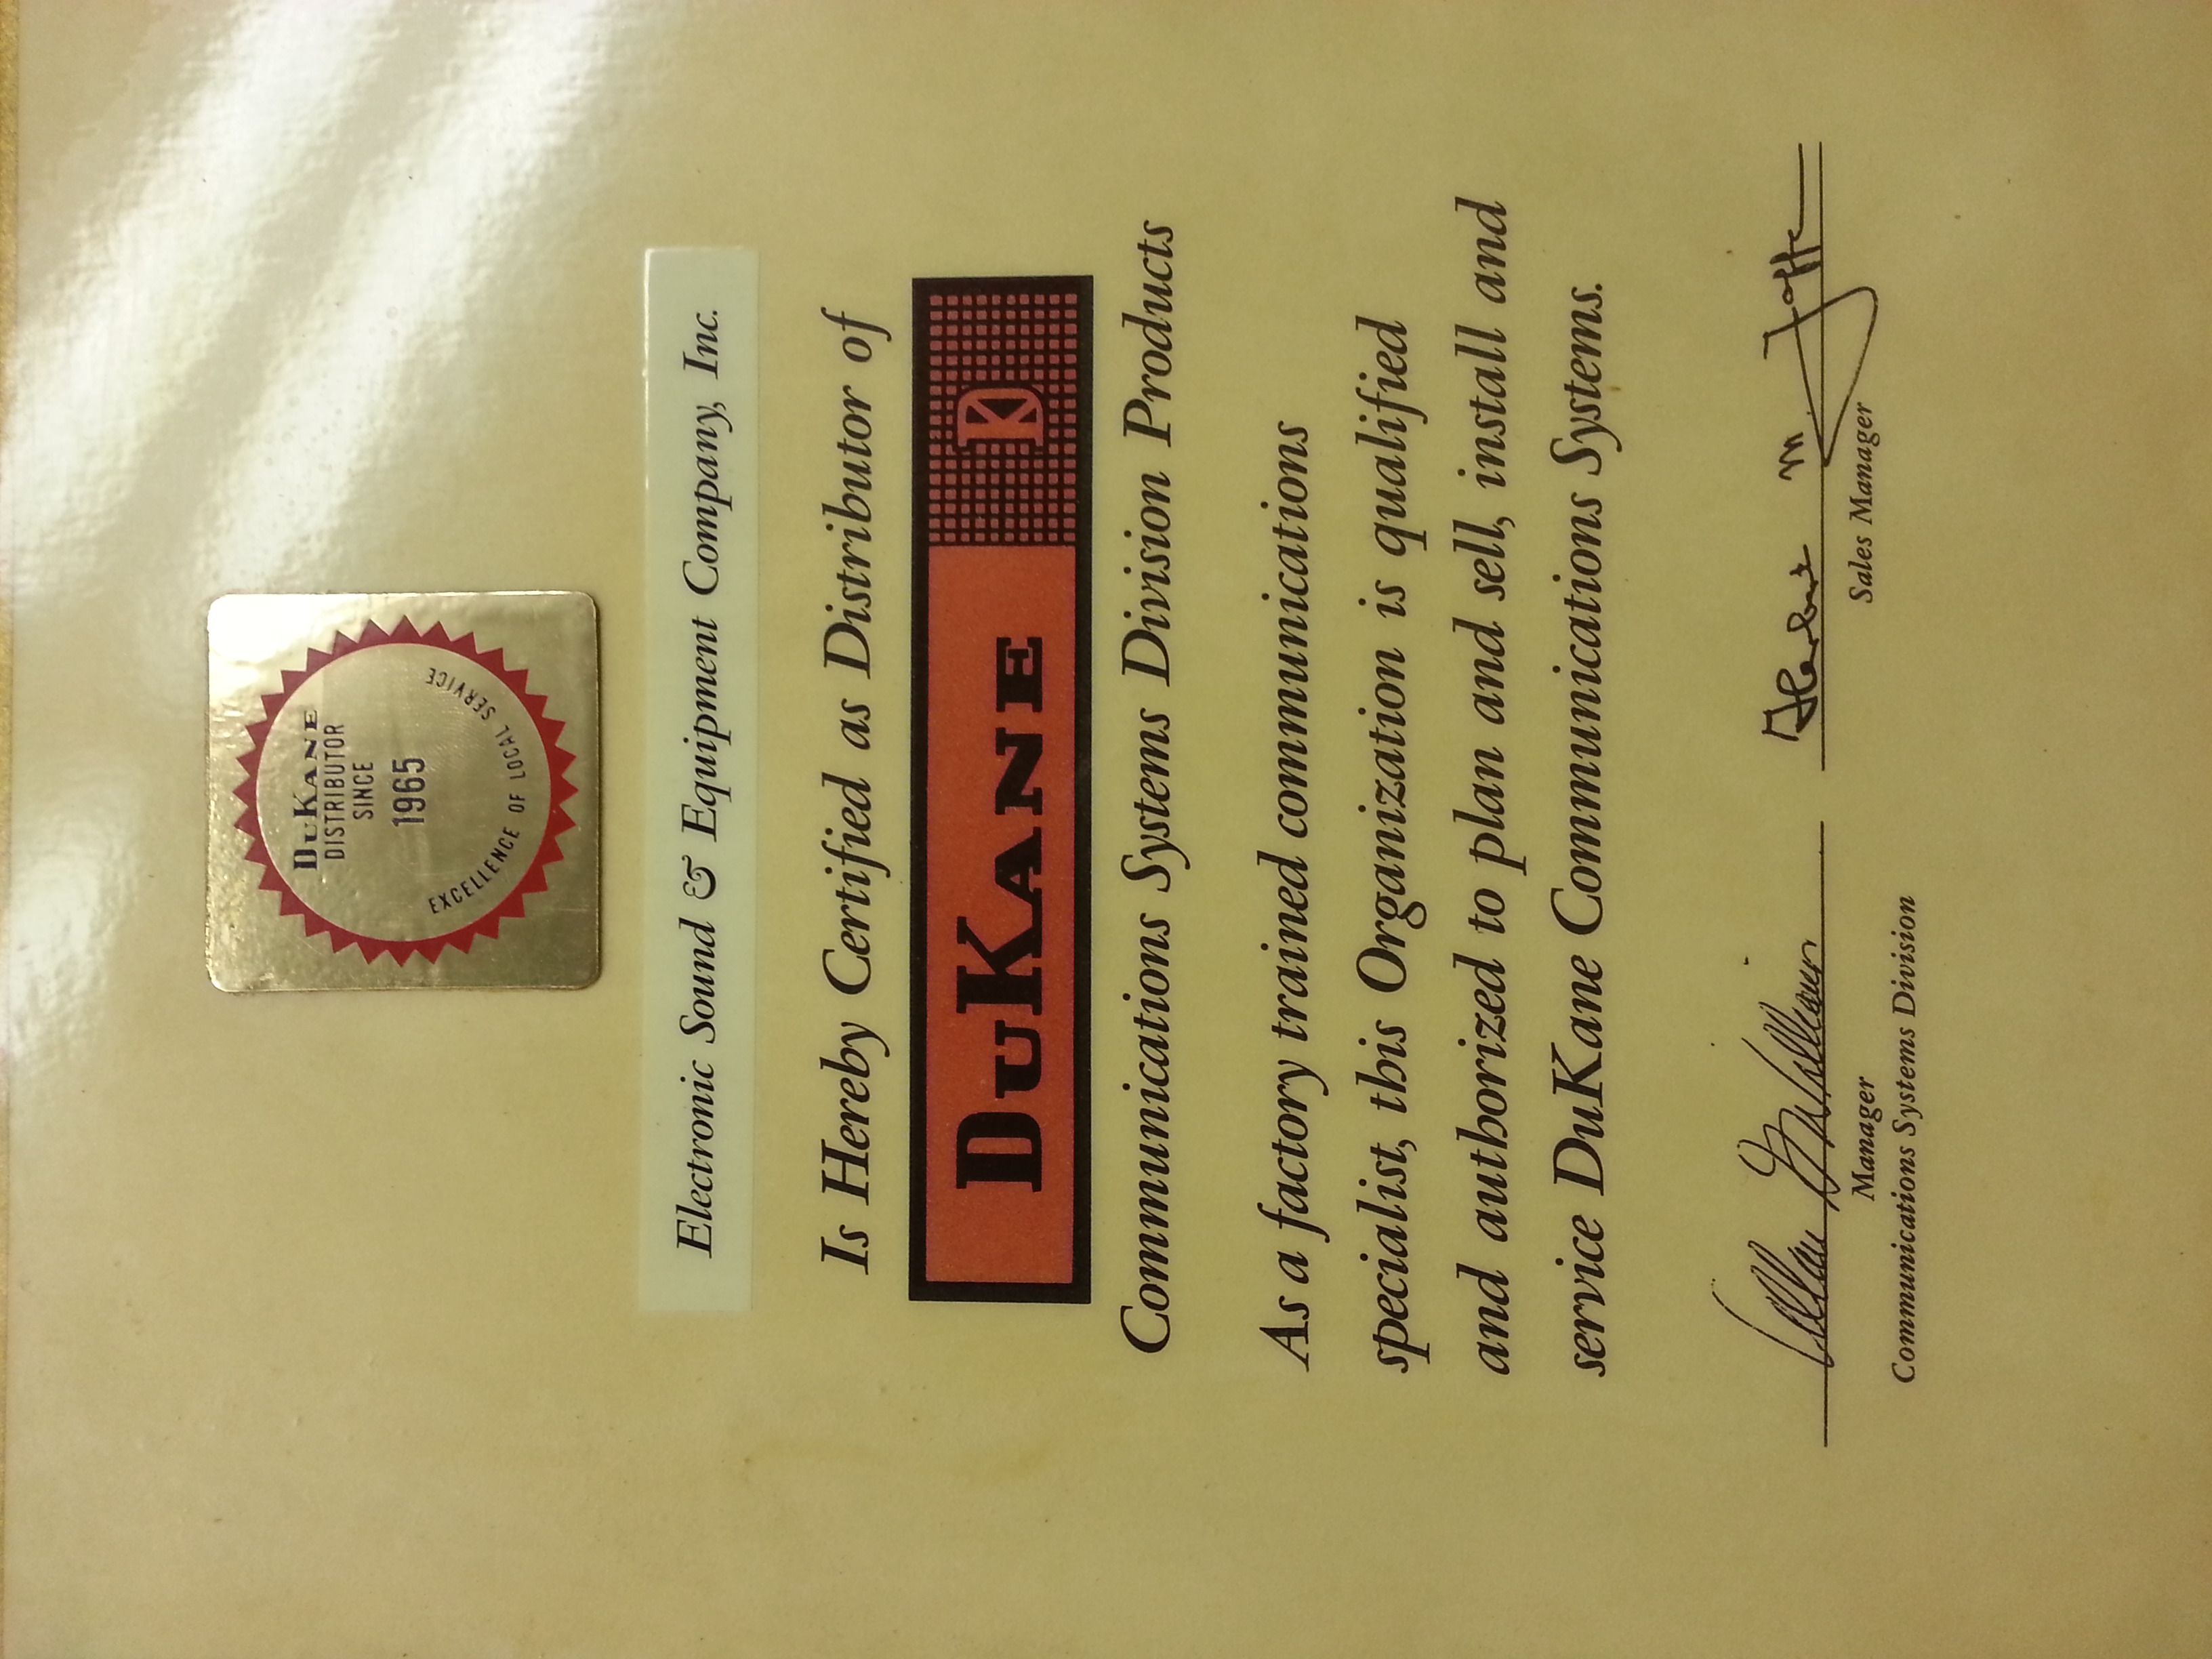 DUKANE
DISTRIBUTOR
SINCE
1965
EXCELLENCE OF LOCAL SERVICE
Electronic Sound & Equipment Company, Inc.
Is Hereby Certified as Distributor of
DUKANE
Communications Systems Division Products
As a factory trained communications
specialist, this Organization is qualified
and authorized to plan and sell, install and
service DuKane Communications Systems.
Manager
Communications Systems Division
Sales Manager